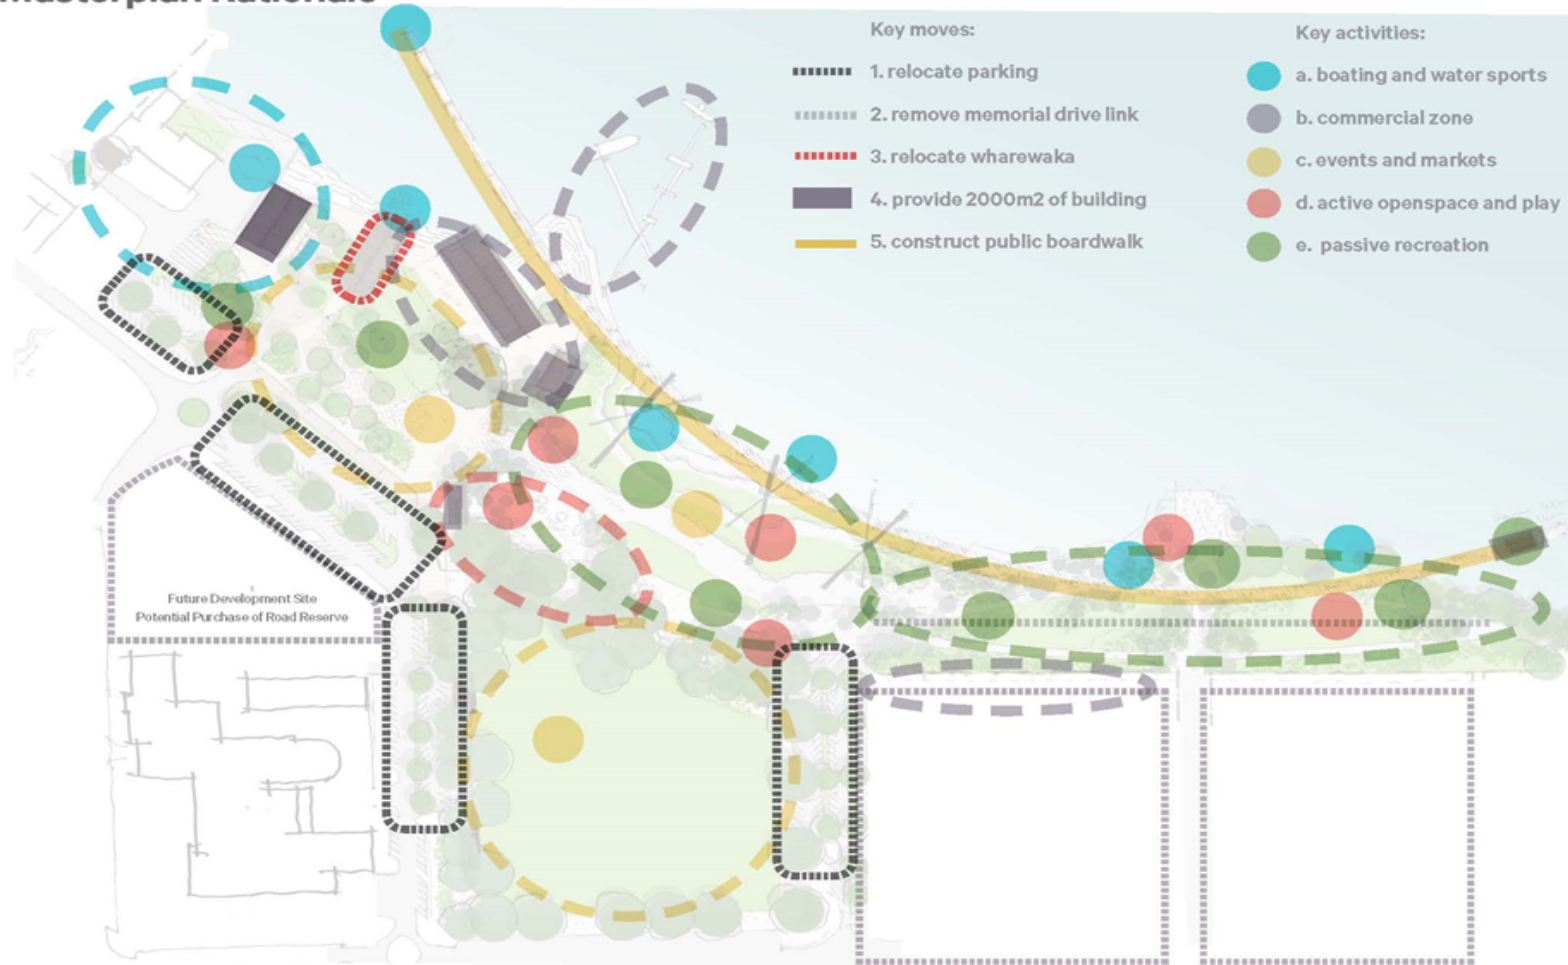 Masterplan Rationale
Key moves:
1. relocate parking
2. remove memorial drive link
3. relocate wharewaka
4. provide 2000m2 of building
5. construct public boardwalk
Key activities:
a. boating and water sports
b. commercial zone
c. events and markets
d. active openspace and play
e. passive recreation
Future Development Site
Potential Purchase of Road Reserve